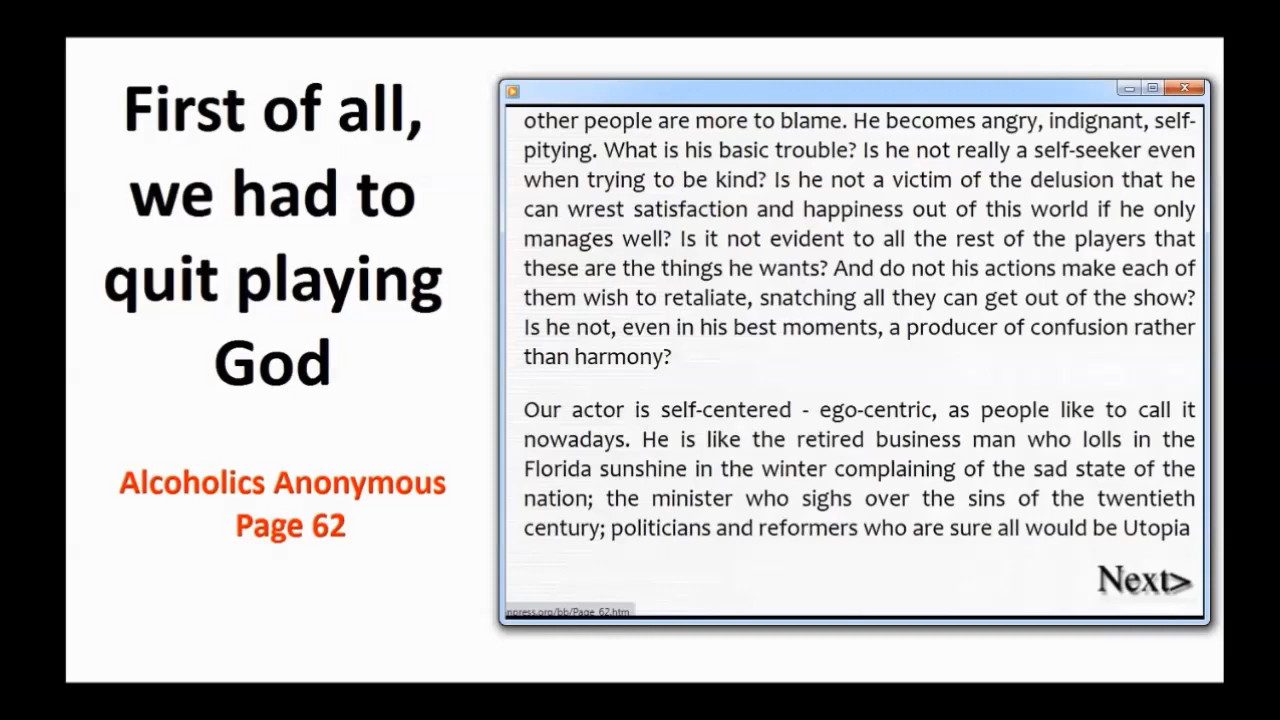 First of all,
we had to
quit playing
God
Alcoholics Anonymous
Page 62
other people are more to blame. He becomes angry, indignant, self-
pitying. What is his basic trouble? Is he not really a self-seeker even
when trying to be kind? Is he not a victim of the delusion that he
can wrest satisfaction and happiness out of this world if he only
manages well? Is it not evident to all the rest of the players that
these are the things he wants? And do not his actions make each of
them wish to retaliate, snatching all they can get out of the show?
Is he not, even in his best moments, a producer of confusion rather
than harmony?
Our actor is self-centered - ego-centric, as people like to call it
nowadays. He is like the retired business man who lolls in the
Florida sunshine in the winter complaining of the sad state of the
nation; the minister who sighs over the sins of the twentieth
century; politicians and reformers who are sure all would be Utopia
Next>
npress.org/bb/Page_62.htm